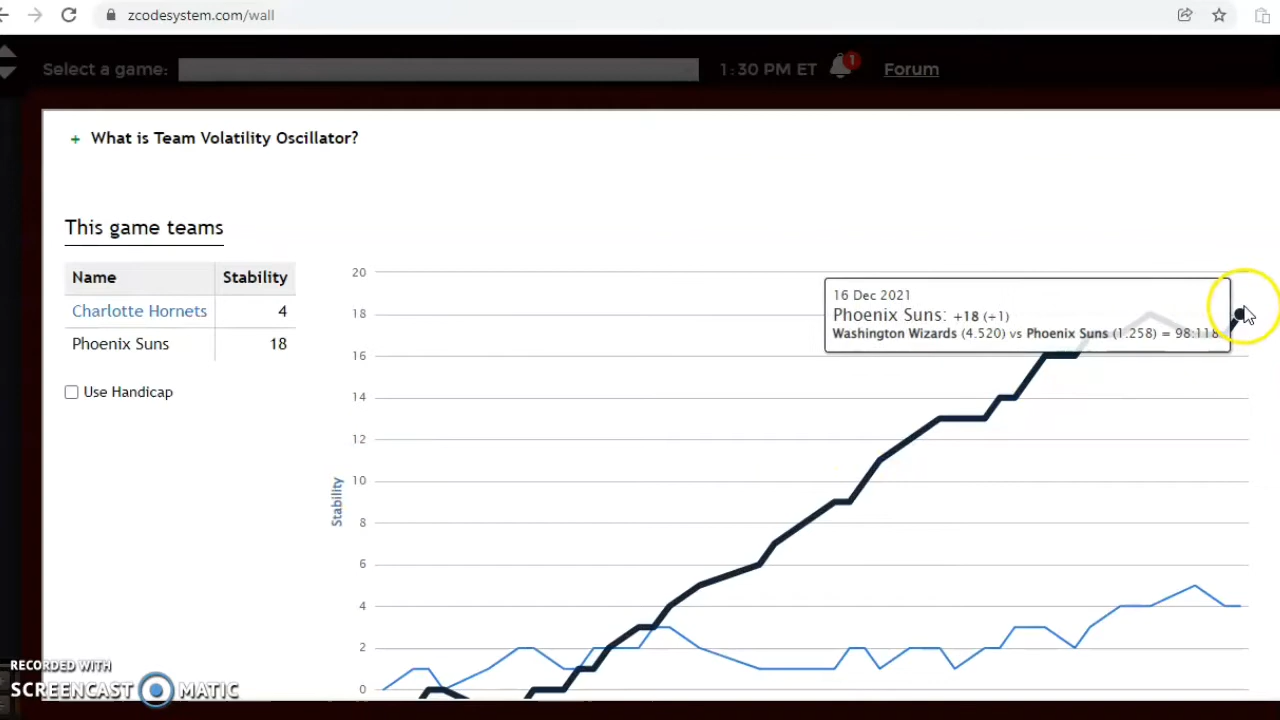 zcodesystem.com/wall
Select a game: 1:30 PM ET 1 Forum
+ What is Team Volatility Oscillator?
This game teams
Name Stability
Charlotte Hornets 4
Phoenix Suns 18
Use Handicap
Stability
20
18
16
14
12
10
8
6
4
2
0
16 Dec 2021
Phoenix Suns: +18 (+1)
Washington Wizards (4.520) vs Phoenix Suns (1.258) = 98:118
RECORDED WITH
SCREENCAST MATIC